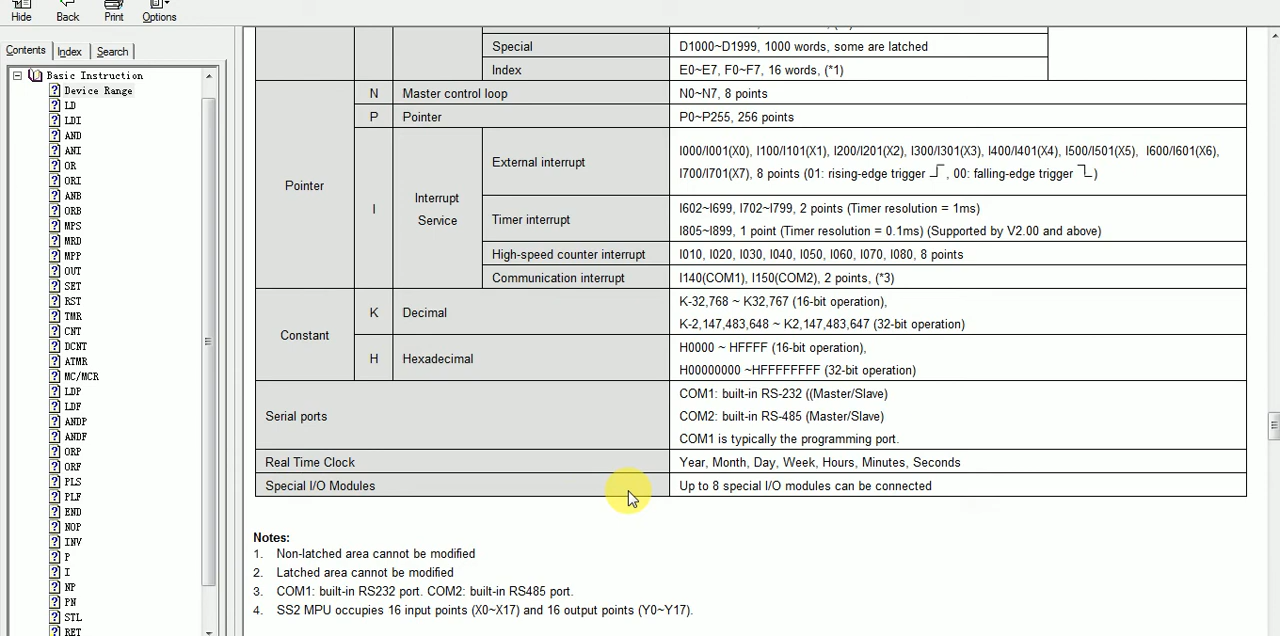 Hide Back Print Options
Contents Index Search
Basic Instruction
Device Range
LD
LDI
AND
ANI
OR
ORI
ANB
ORB
MPS
MRD
MPP
OUT
SET
RST
TMR
CNT
DCNT
ATMR
MC/MCR
LDP
LDF
ANDP
ANDF
ORP
ORF
PLS
PLF
END
NOP
INV
P
I
NP
PN
STL
RET
Special D1000~D1999, 1000 words, some are latched
Index E0~E7, F0~F7, 16 words, (*1)
Pointer
N Master control loop N0~N7, 8 points
P Pointer P0~P255, 256 points
I Interrupt
Service
External interrupt
I000/I001(X0), I100/I101(X1), I200/I201(X2), I300/I301(X3), I400/I401(X4), I500/I501(X5), I600/I601(X6),
I700/I701(X7), 8 points (01: rising-edge trigger , 00: falling-edge trigger )
Timer interrupt
I602~I699, I702~I799, 2 points (Timer resolution = 1ms)
I805~I899, 1 point (Timer resolution = 0.1ms) (Supported by V2.00 and above)
High-speed counter interrupt I010, I020, I030, I040, I050, I060, I070, I080, 8 points
Communication interrupt I140(COM1), I150(COM2), 2 points, (*3)
Constant
K Decimal
K-32,768 ~ K32,767 (16-bit operation),
K-2,147,483,648 ~ K2,147,483,647 (32-bit operation)
H Hexadecimal
H0000 ~ HFFFF (16-bit operation),
H00000000 ~HFFFFFFFF (32-bit operation)
Serial ports
COM1: built-in RS-232 ((Master/Slave)
COM2: built-in RS-485 (Master/Slave)
COM1 is typically the programming port.
Real Time Clock Year, Month, Day, Week, Hours, Minutes, Seconds
Special I/O Modules Up to 8 special I/O modules can be connected
Notes:
1. Non-latched area cannot be modified
2. Latched area cannot be modified
3. COM1: built-in RS232 port. COM2: built-in RS485 port.
4. SS2 MPU occupies 16 input points (X0~X17) and 16 output points (Y0~Y17).